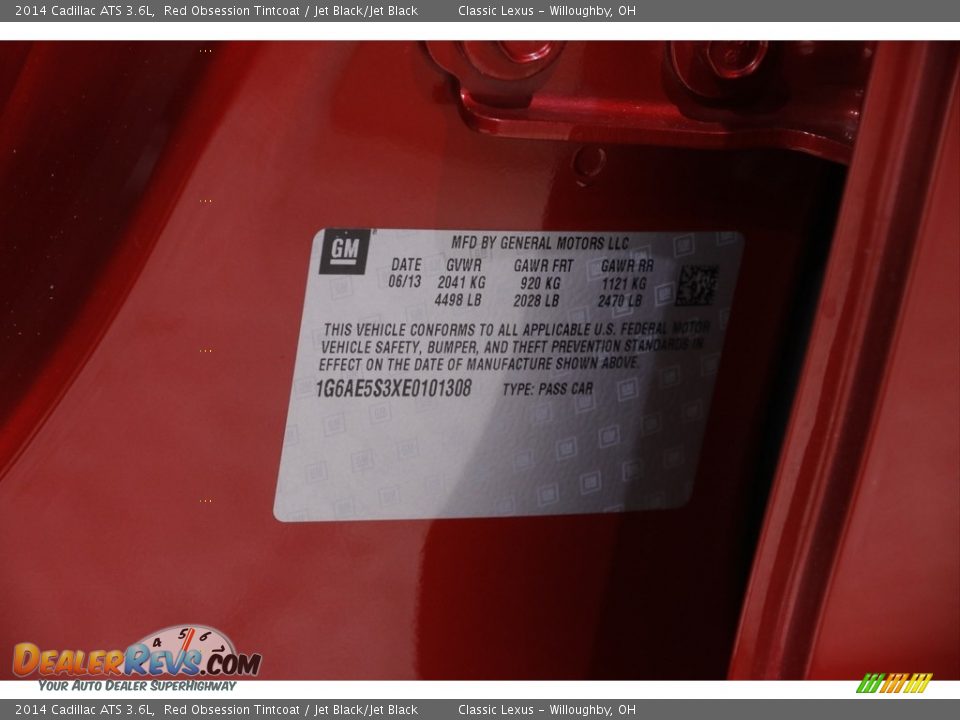 2014 Cadillac ATS 3.6L,  Red Obsession Tintcoat / Jet Black/Jet Black        Classic Lexus - Willoughby, OH
GM
MFD BY GENERAL MOTORS LLC
DATE GVWR GAWR FRT GAWR RR
06/13 2041 KG 920 KG 1121 KG
4498 LB 2028 LB 2470 LB
THIS VEHICLE CONFORMS TO ALL APPLICABLE U.S. FEDERAL MOTOR
VEHICLE SAFETY, BUMPER, AND THEFT PREVENTION STANDARDS IN
EFFECT ON THE DATE OF MANUFACTURE SHOWN ABOVE.
1G6AE5S3XE0101308 TYPE: PASS CAR
4 5 6
DEALERREVS.COM
YOUR AUTO DEALER SUPERHIGHWAY
2014 Cadillac ATS 3.6L,  Red Obsession Tintcoat / Jet Black/Jet Black        Classic Lexus - Willoughby, OH